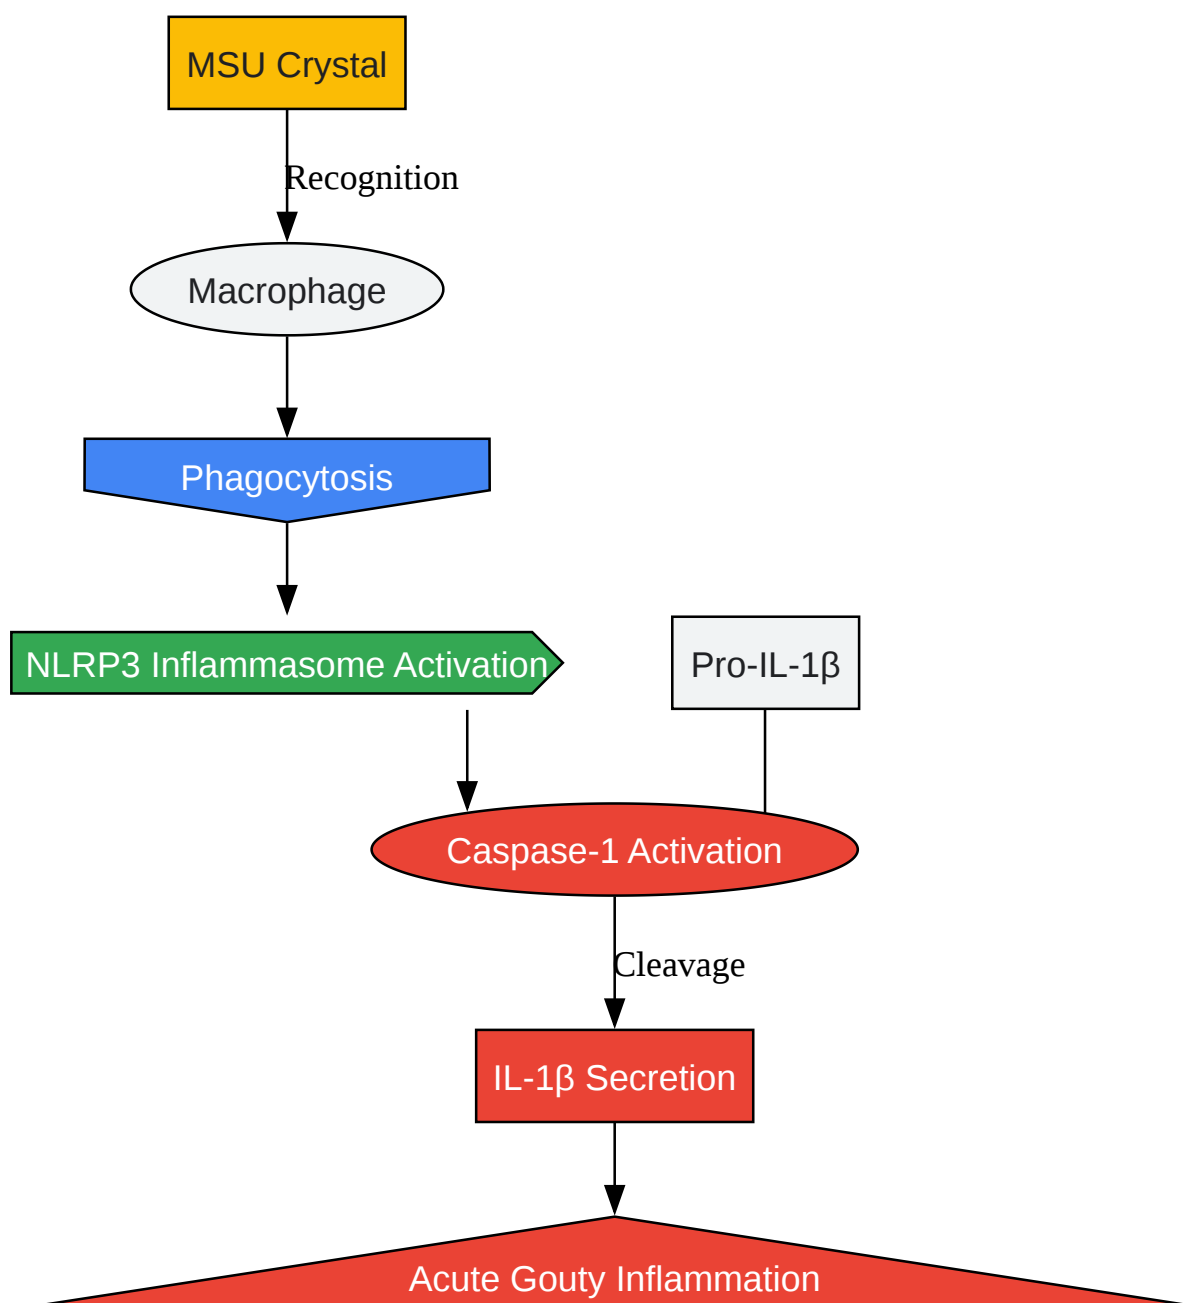 MSU Crystal
Recognition
Macrophage
Phagocytosis
NLRP3 Inflammasome Activation
Pro-IL-1β
Caspase-1 Activation
Cleavage
IL-1β Secretion
Acute Gouty Inflammation